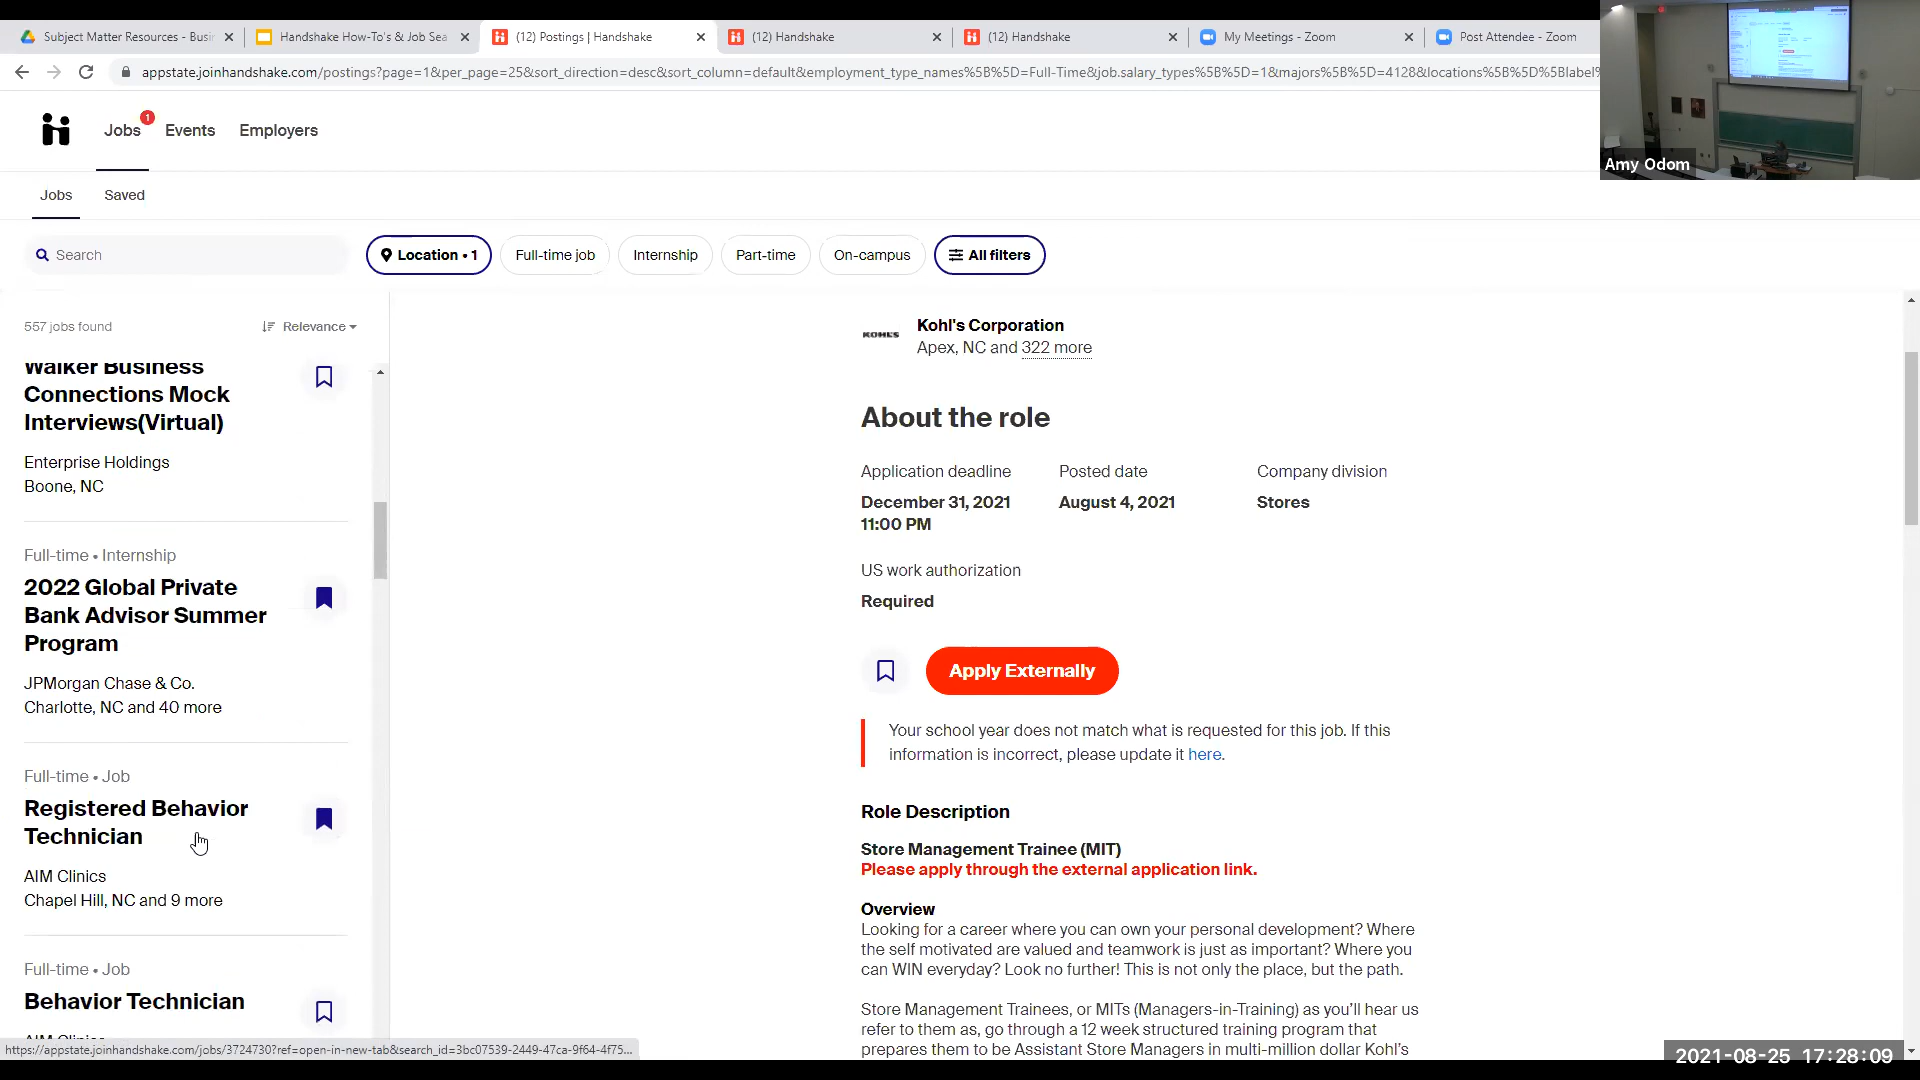 Subject Matter Resources - Busin
Handshake How-To's & Job Sea
(12) Postings | Handshake
(12) Handshake
(12) Handshake
My Meetings - Zoom
Post Attendee - Zoom
appstate.joinhandshake.com/postings?page=1&per_page=25&sort_direction=desc&sort_column=default&employment_type_names%5B%5D=Full-Time&job.salary_types%5B%5D=1&majors%5B%5D=4128&locations%5B%5D%5Blabel%
Amy Odom
Jobs
1
Events
Employers
Jobs
Saved
Search
Location • 1
Full-time job
Internship
Part-time
On-campus
All filters
557 jobs found
Relevance
Walker Business
Connections Mock
Interviews(Virtual)
Enterprise Holdings
Boone, NC
Full-time • Internship
2022 Global Private
Bank Advisor Summer
Program
JPMorgan Chase & Co.
Charlotte, NC and 40 more
Full-time • Job
Registered Behavior
Technician
AIM Clinics
Chapel Hill, NC and 9 more
Full-time • Job
Behavior Technician
AIM Clinics
https://appstate.joinhandshake.com/jobs/3724730?ref=open-in-new-tab&search_id=3bc07539-2449-47ca-9f64-4f75...
KOHL'S
Kohl's Corporation
Apex, NC and 322 more
About the role
Application deadline
December 31, 2021
11:00 PM
Posted date
August 4, 2021
Company division
Stores
US work authorization
Required
Apply Externally
Your school year does not match what is requested for this job. If this
information is incorrect, please update it here.
Role Description
Store Management Trainee (MIT)
Please apply through the external application link.
Overview
Looking for a career where you can own your personal development? Where
the self motivated are valued and teamwork is just as important? Where you
can WIN everyday? Look no further! This is not only the place, but the path.
Store Management Trainees, or MITs (Managers-in-Training) as you'll hear us
refer to them as, go through a 12 week structured training program that
prepares them to be Assistant Store Managers in multi-million dollar Kohl's
2021-08-25 17:28:09